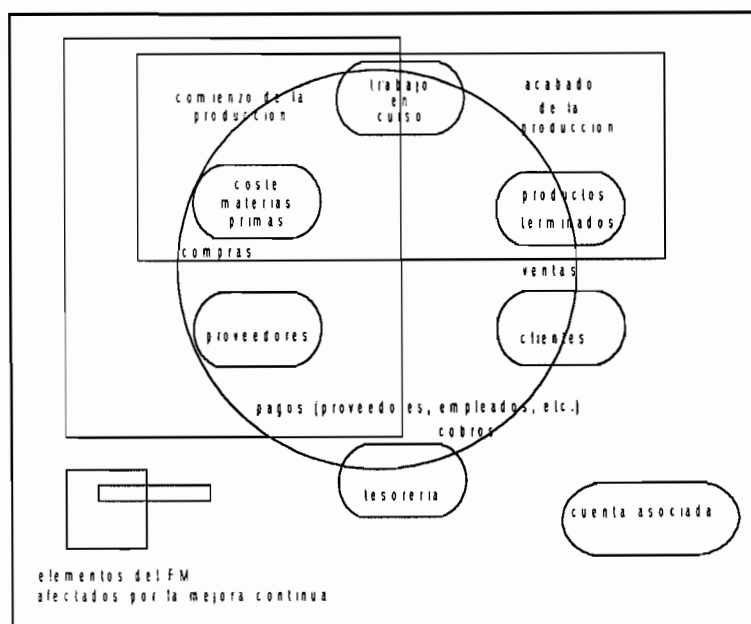 comienzo de la
produccion
trabajo
en
curso
acabado
de la
produccion
coste
materias
primas
productos
terminados
compras
ventas
proveedores
clientes
pagos (proveedores, empleados, etc.)
cobros
tesoreria
cuenta asociada
elementos del FM
afectados por la mejora continua